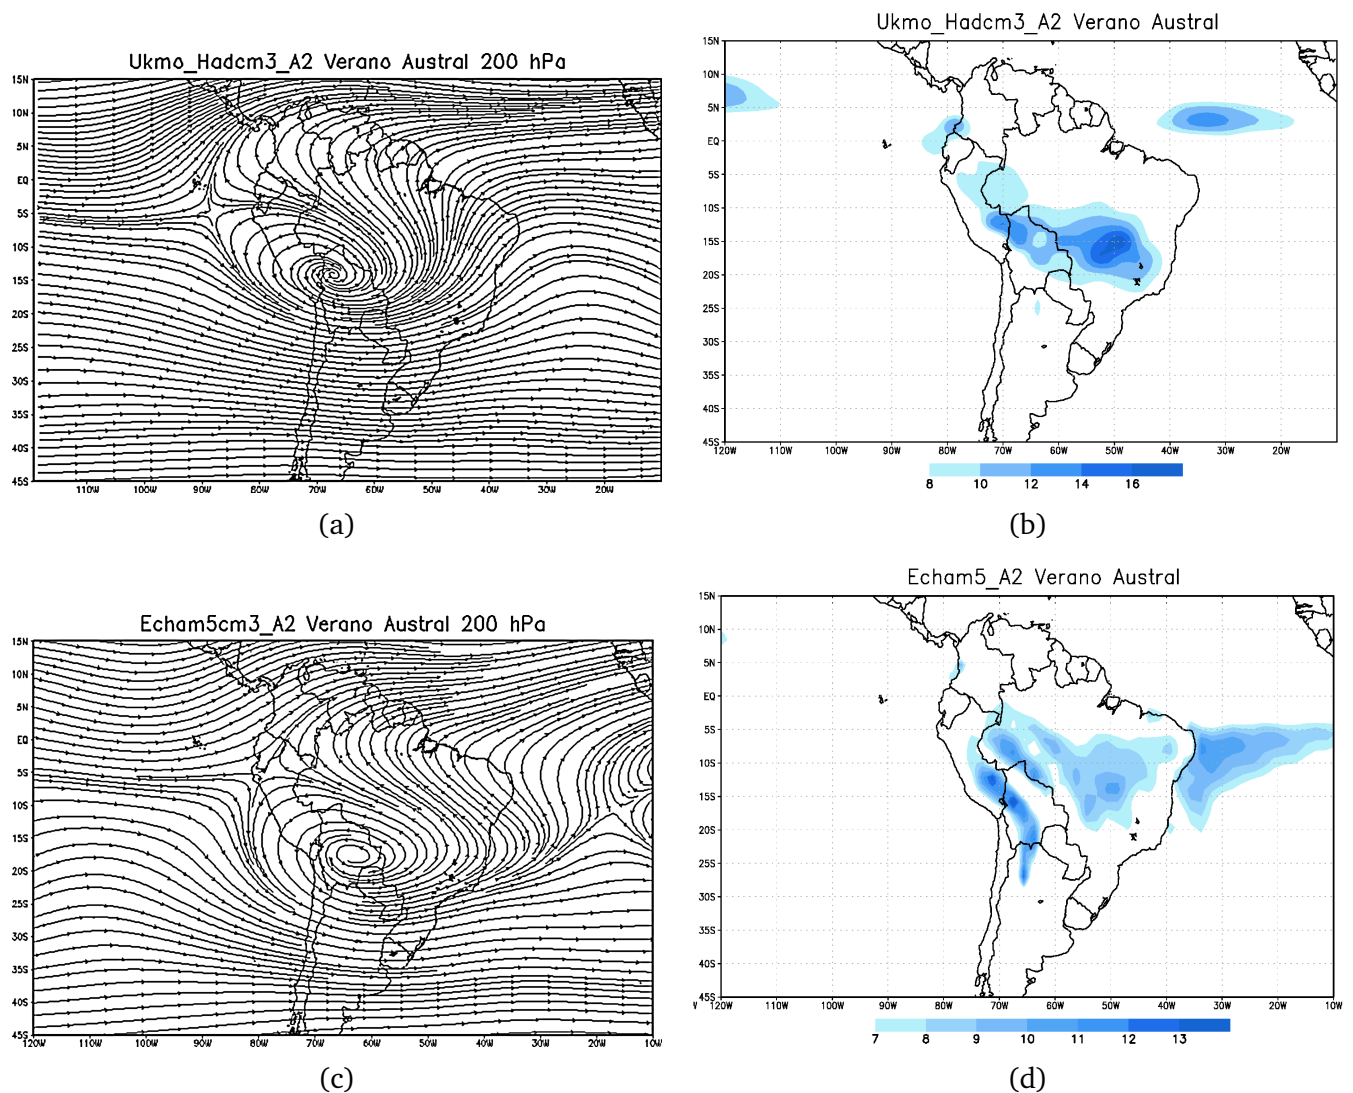 Ukmo_Hadcm3_A2 Verano Austral 200 hPa
15N
10N
5N
EQ
5S
10S
15S
20S
25S
30S
35S
40S
45S
110W 100W 90W 80W 70W 60W 50W 40W 30W 20W
(a)
Ukmo_Hadcm3_A2 Verano Austral
15N
10N
5N
EQ
5S
10S
15S
20S
25S
30S
35S
40S
45S
120W 110W 100W 90W 80W 70W 60W 50W 40W 30W 20W
8 10 12 14 16
(b)
Echam5cm3_A2 Verano Austral 200 hPa
15N
10N
5N
EQ
5S
10S
15S
20S
25S
30S
35S
40S
45S
120W 110W 100W 90W 80W 70W 60W 50W 40W 30W 20W 10W
(c)
Echam5_A2 Verano Austral
15N
10N
5N
EQ
5S
10S
15S
20S
25S
30S
35S
40S
45S
W 120W 110W 100W 90W 80W 70W 60W 50W 40W 30W 20W 10W
7 8 9 10 11 12 13
(d)